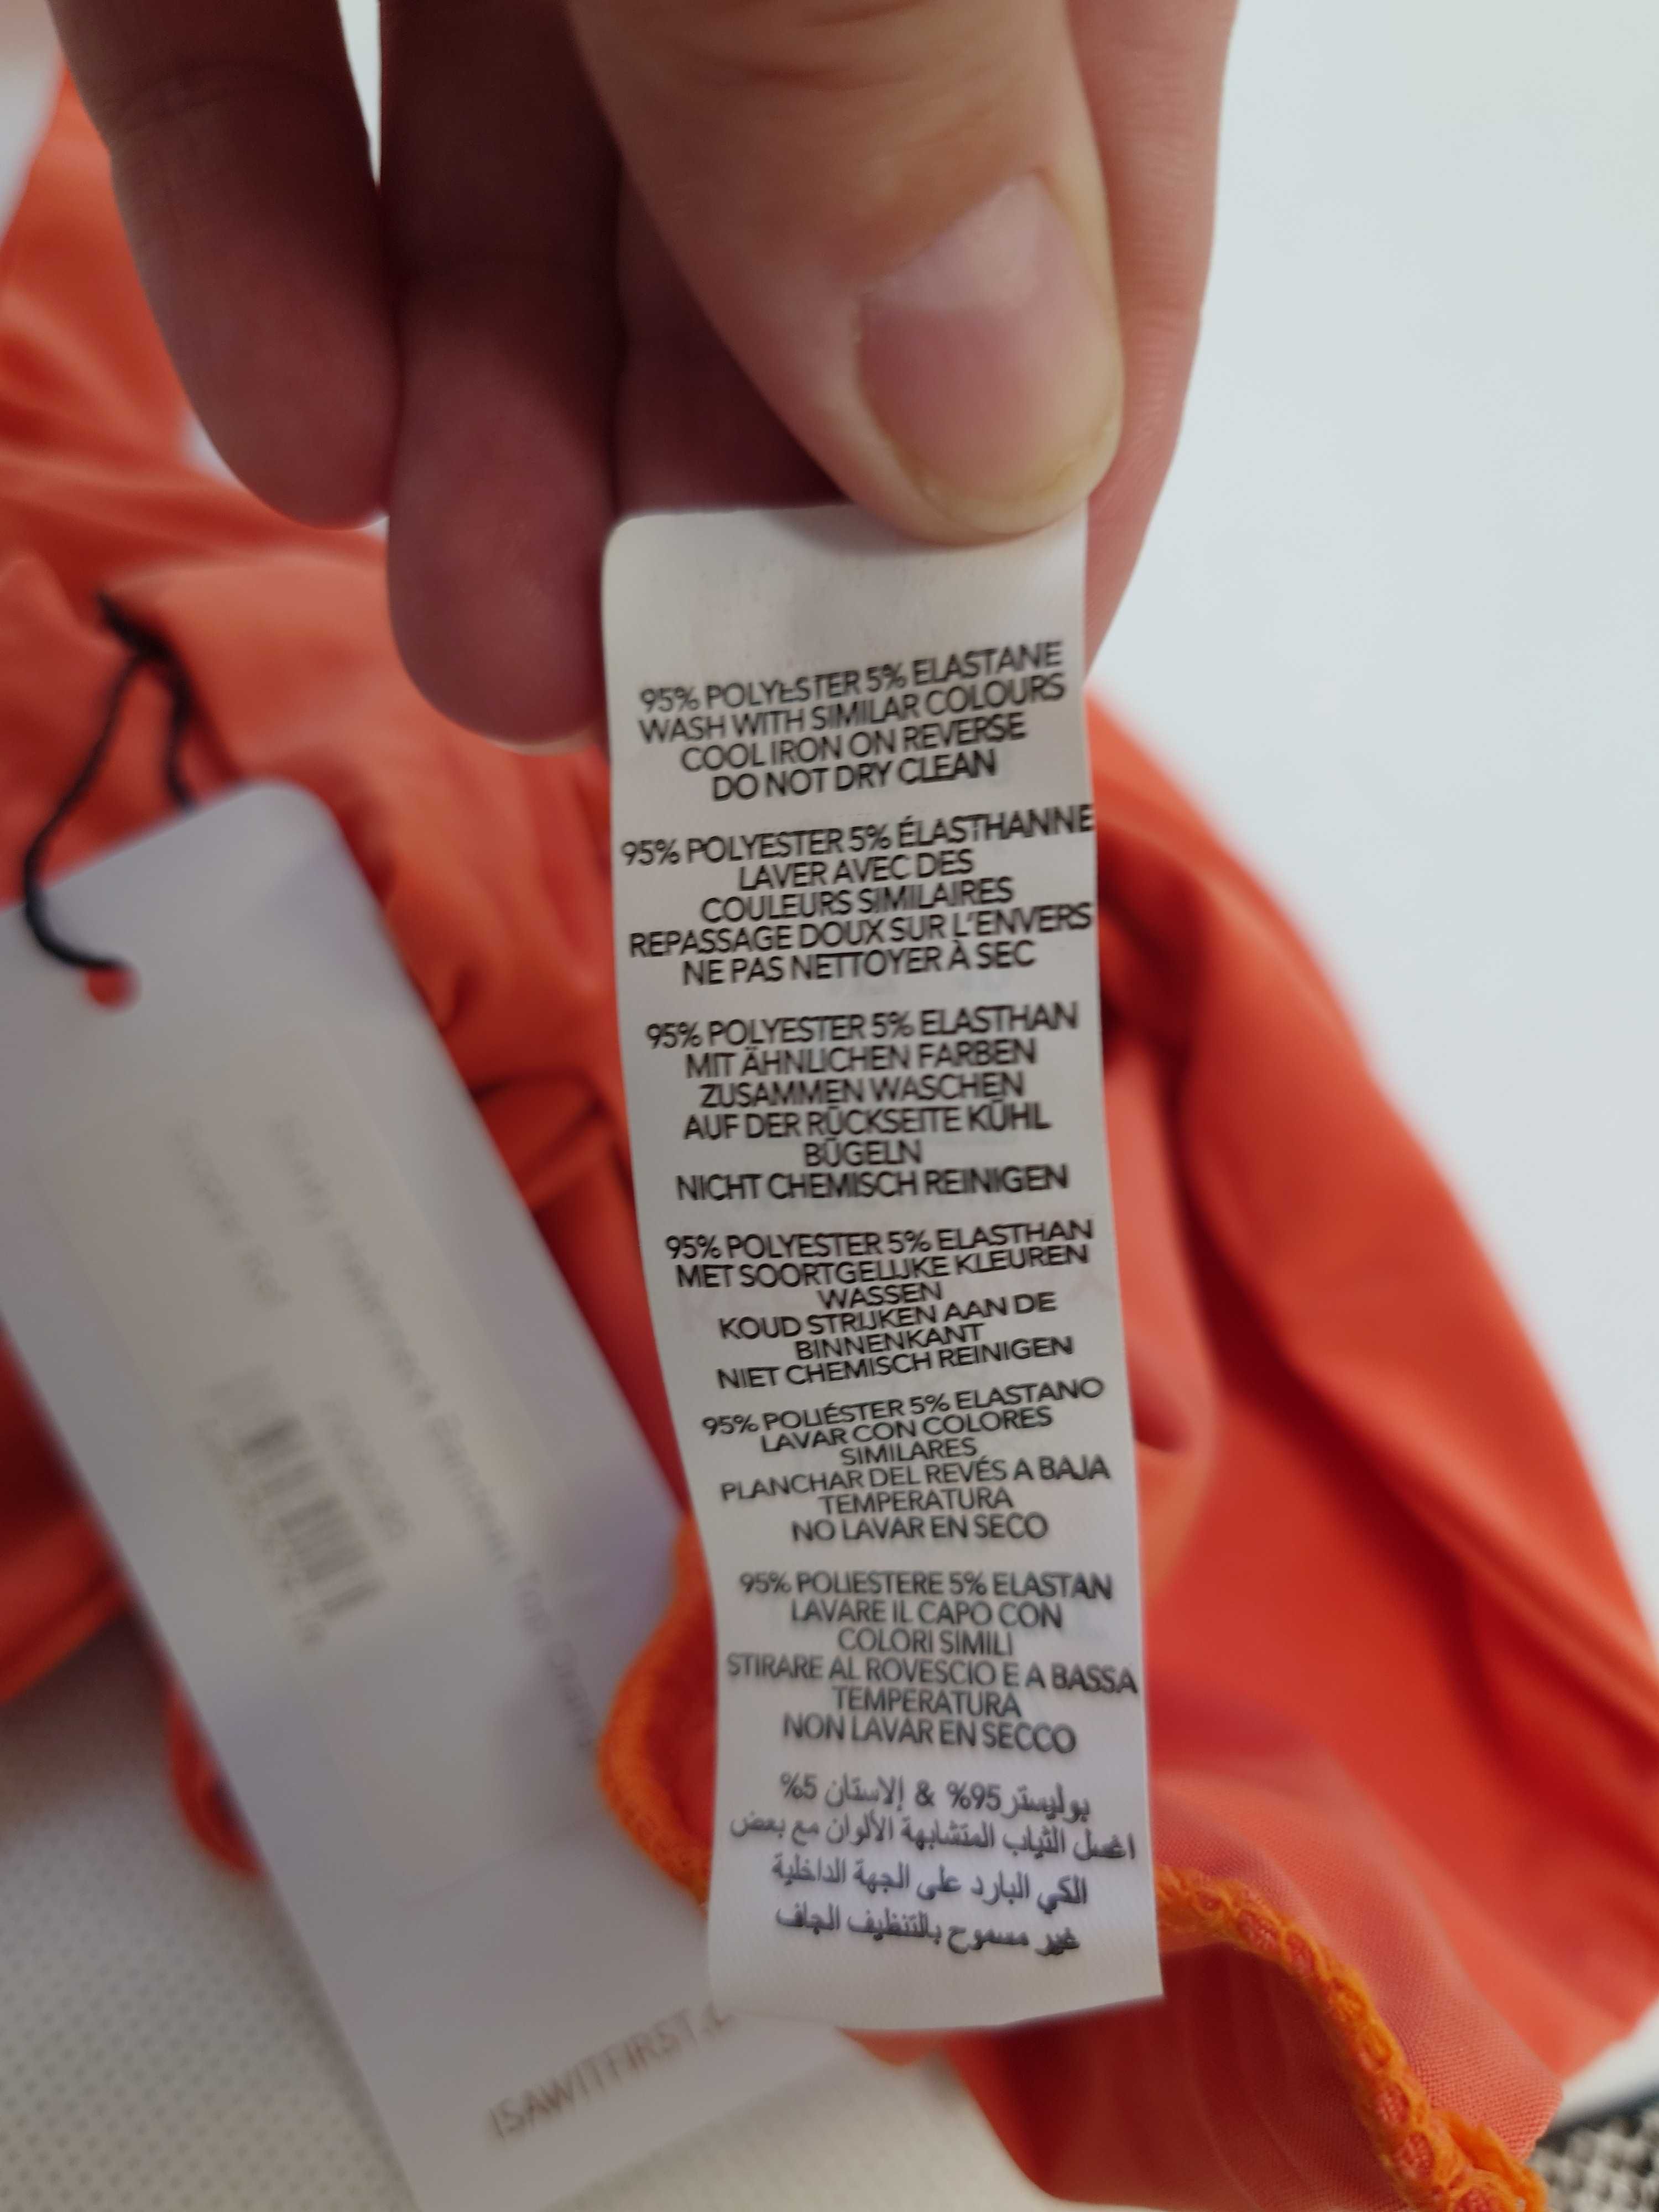 95% POLYESTER 5% ELASTANE
WASH WITH SIMILAR COLOURS
COOL IRON ON REVERSE
DO NOT DRY CLEAN
95% POLYESTER 5% ÉLASTHANNE
LAVER AVEC DES
COULEURS SIMILAIRES
REPASSAGE DOUX SUR L'ENVERS
NE PAS NETTOYER À SEC
95% POLYESTER 5% ELASTHAN
MIT ÄHNLICHEN FARBEN
ZUSAMMEN WASCHEN
AUF DER RÜCKSEITE KÜHL
BÜGELN
NICHT CHEMISCH REINIGEN
95% POLYESTER 5% ELASTHAN
MET SOORTGELIJKE KLEUREN
WASSEN
KOUD STRIJKEN AAN DE
BINNENKANT
NIET CHEMISCH REINIGEN
95% POLIÉSTER 5% ELASTANO
LAVAR CON COLORES
SIMILARES
PLANCHAR DEL REVÉS A BAJA
TEMPERATURA
NO LAVAR EN SECO
95% POLIESTERE 5% ELASTAN
LAVARE IL CAPO CON
COLORI SIMILI
STIRARE AL ROVESCIO E A BASSA
TEMPERATURA
NON LAVAR EN SECCO
بوليستر 95% & إلاستان 5%
اغسل الثياب المتشابهة الألوان مع بعض
الكي البارد على الجهة الداخلية
غير مسموح بالتنظيف الجاف
ISAWITFIRST